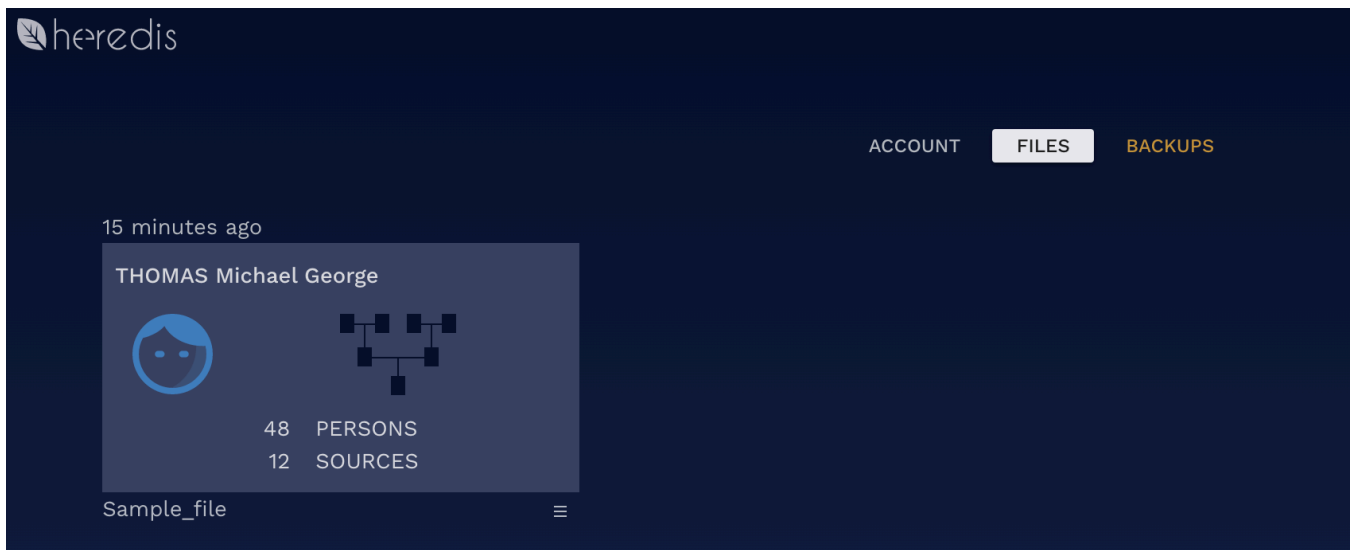 heredis
ACCOUNT FILES BACKUPS
15 minutes ago
THOMAS Michael George
48 PERSONS
12 SOURCES
Sample_file